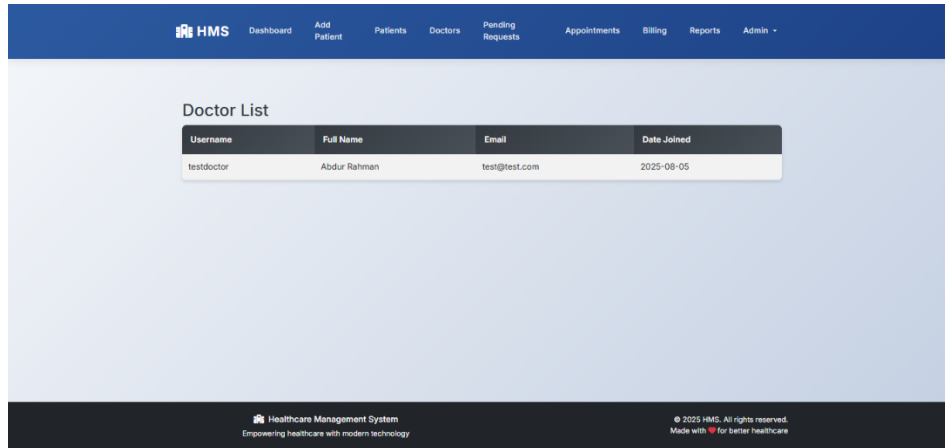 HMS
Dashboard
Add
Patient
Patients
Doctors
Pending
Requests
Appointments
Billing
Reports
Admin
Doctor List
Username Full Name Email Date Joined
testdoctor Abdur Rahman test@test.com 2025-08-05
Healthcare Management System
Empowering healthcare with modern technology
© 2025 HMS. All rights reserved.
Made with ❤ for better healthcare